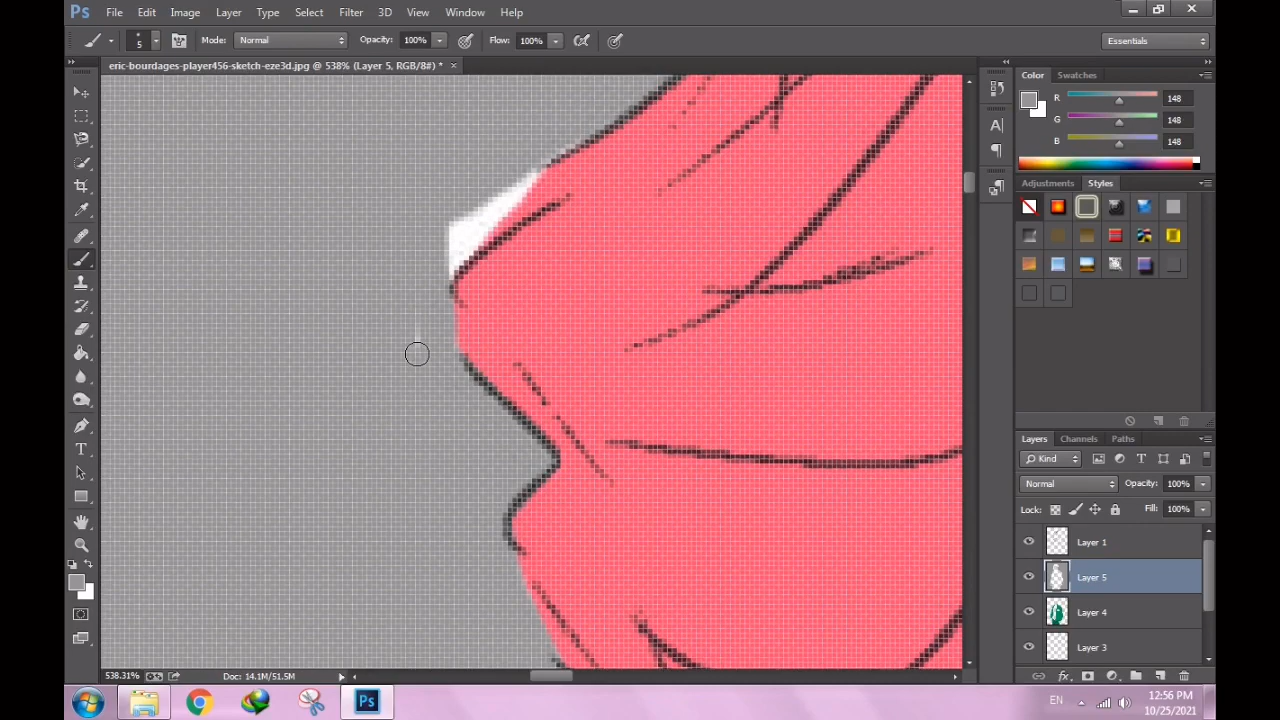 Ps File Edit Image Layer Type Select Filter 3D View Window Help
5 Mode: Normal Opacity: 100% Flow: 100% Essentials
eric-bourdages-player456-sketch-eze3d.jpg @ 538% (Layer 5, RGB/8#) * ×
Color Swatches
R 148
G 148
B 148
Adjustments Styles
Layers Channels Paths
Kind
Normal Opacity: 100%
Lock: Fill: 100%
Layer 1
Layer 5
Layer 4
Layer 3
538.31% Doc: 14.1M/51.5M
Ps EN 12:56 PM
10/25/2021